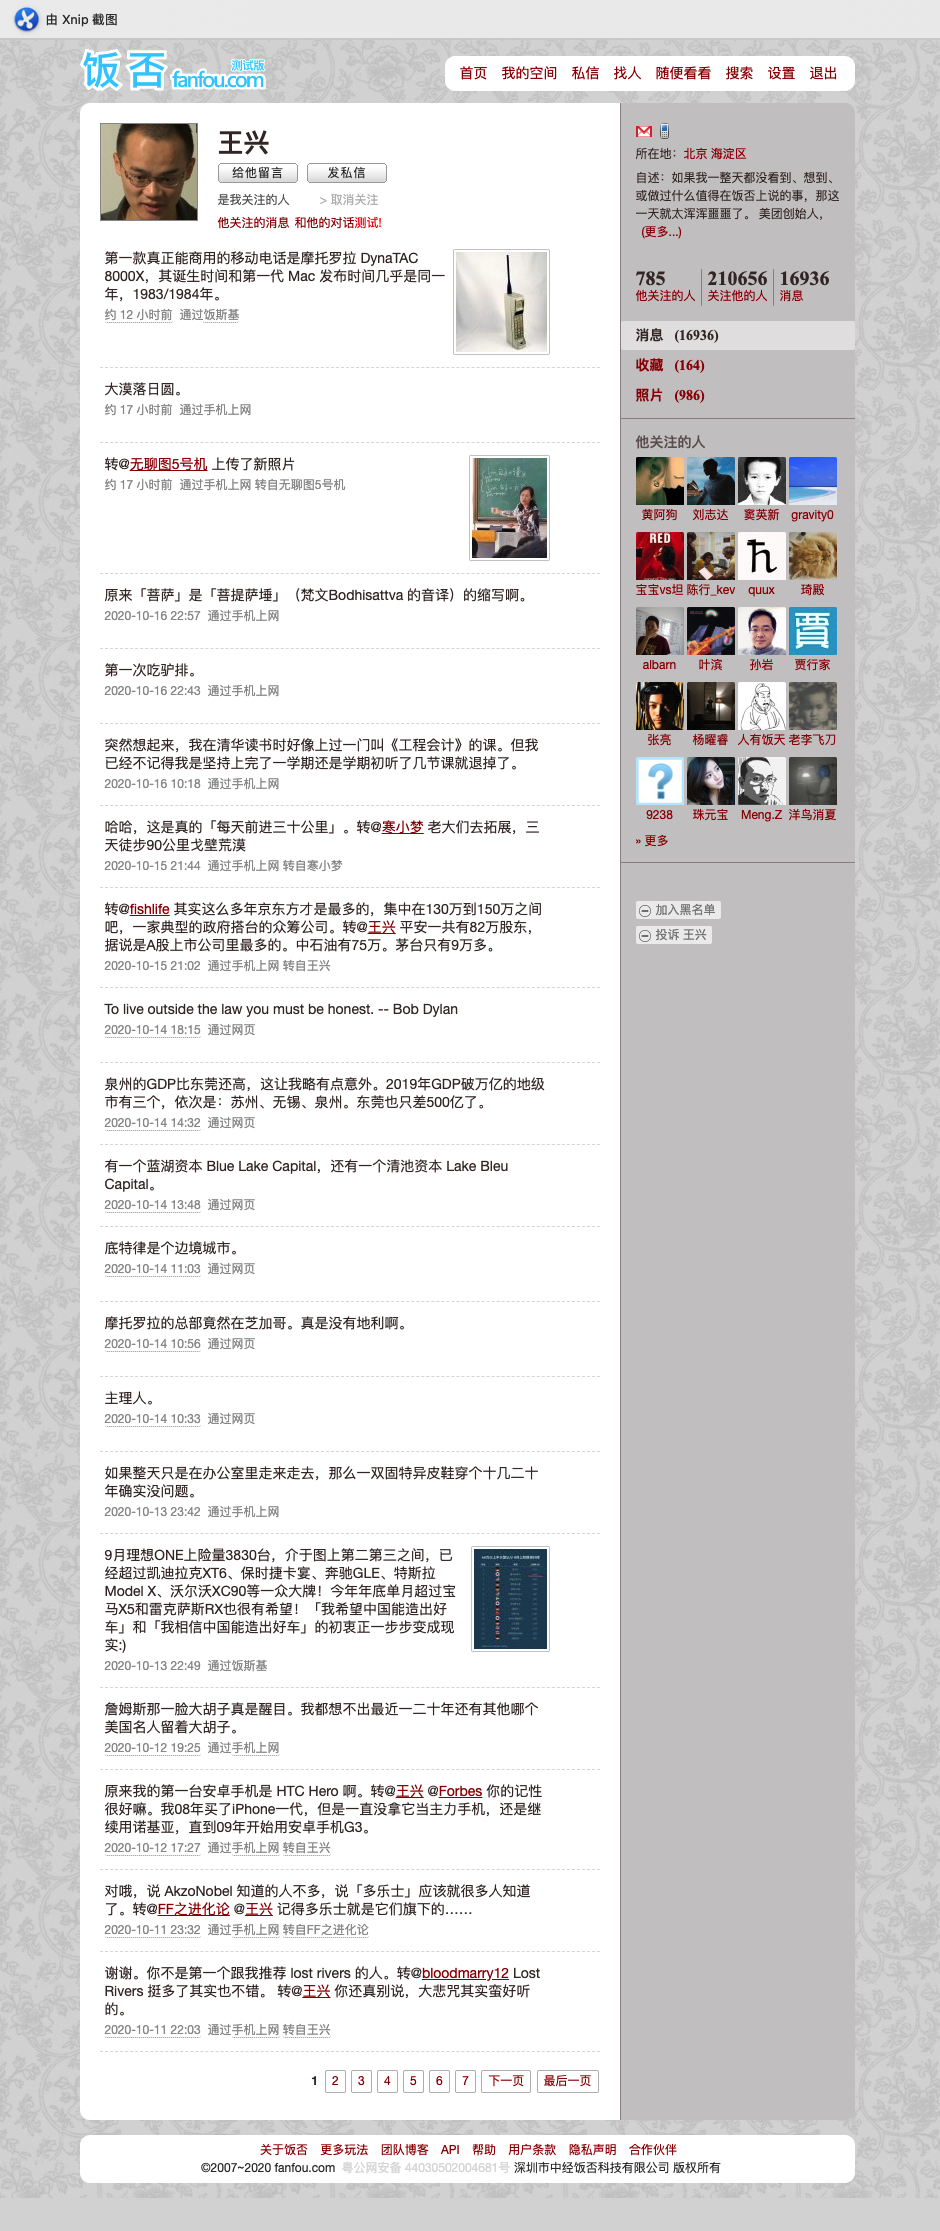 由 Xnip 截图
饭否 测试版
fanfou.com
首页 我的空间 私信 找人 随便看看 搜索 设置 退出
王兴
给他留言 发私信
是我关注的人 > 取消关注
他关注的消息 和他的对话测试!
第一款真正能商用的移动电话是摩托罗拉 DynaTAC
8000X，其诞生时间和第一代 Mac 发布时间几乎是同一
年，1983/1984年。
约 12 小时前 通过饭斯基
大漠落日圆。
约 17 小时前 通过手机上网
转@无聊图5号机 上传了新照片
约 17 小时前 通过手机上网 转自无聊图5号机
原来「菩萨」是「菩提萨埵」（梵文Bodhisattva 的音译）的缩写啊。
2020-10-16 22:57 通过手机上网
第一次吃驴排。
2020-10-16 22:43 通过手机上网
突然想起来，我在清华读书时好像上过一门叫《工程会计》的课。但我
已经不记得我是坚持上完了一学期还是学期初听了几节课就退掉了。
2020-10-16 10:18 通过手机上网
哈哈，这是真的「每天前进三十公里」。转@寒小梦 老大们去拓展，三
天徒步90公里戈壁荒漠
2020-10-15 21:44 通过手机上网 转自寒小梦
转@fishlife 其实这么多年京东方才是最多的，集中在130万到150万之间
吧，一家典型的政府搭台的众筹公司。转@王兴 平安一共有82万股东，
据说是A股上市公司里最多的。中石油有75万。茅台只有9万多。
2020-10-15 21:02 通过手机上网 转自王兴
To live outside the law you must be honest. -- Bob Dylan
2020-10-14 18:15 通过网页
泉州的GDP比东莞还高，这让我略有点意外。2019年GDP破万亿的地级
市有三个，依次是：苏州、无锡、泉州。东莞也只差500亿了。
2020-10-14 14:32 通过网页
有一个蓝湖资本 Blue Lake Capital，还有一个清池资本 Lake Bleu
Capital。
2020-10-14 13:48 通过网页
底特律是个边境城市。
2020-10-14 11:03 通过网页
摩托罗拉的总部竟然在芝加哥。真是没有地利啊。
2020-10-14 10:56 通过网页
主理人。
2020-10-14 10:33 通过网页
如果整天只是在办公室里走来走去，那么一双固特异皮鞋穿个十几二十
年确实没问题。
2020-10-13 23:42 通过手机上网
9月理想ONE上险量3830台，介于图上第二第三之间，已
经超过凯迪拉克XT6、保时捷卡宴、奔驰GLE、特斯拉
Model X、沃尔沃XC90等一众大牌！今年年底单月超过宝
马X5和雷克萨斯RX也很有希望！「我希望中国能造出好
车」和「我相信中国能造出好车」的初衷正一步步变成现
实:)
2020-10-13 22:49 通过饭斯基
詹姆斯那一脸大胡子真是醒目。我都想不出最近一二十年还有其他哪个
美国名人留着大胡子。
2020-10-12 19:25 通过手机上网
原来我的第一台安卓手机是 HTC Hero 啊。转@王兴 @Forbes 你的记性
很好嘛。我08年买了iPhone一代，但是一直没拿它当主力手机，还是继
续用诺基亚，直到09年开始用安卓手机G3。
2020-10-12 17:27 通过手机上网 转自王兴
对哦，说 AkzoNobel 知道的人不多，说「多乐士」应该就很多人知道
了。转@FF之进化论 @王兴 记得多乐士就是它们旗下的……
2020-10-11 23:32 通过手机上网 转自FF之进化论
谢谢。你不是第一个跟我推荐 lost rivers 的人。转@bloodmarry12 Lost
Rivers 挺多了其实也不错。 转@王兴 你还真别说，大悲咒其实蛮好听
的。
2020-10-11 22:03 通过手机上网 转自王兴
1 2 3 4 5 6 7 下一页 最后一页
所在地：北京 海淀区
自述：如果我一整天都没看到、想到、
或做过什么值得在饭否上说的事，那这
一天就太浑浑噩噩了。 美团创始人，
(更多...)
785 210656 16936
他关注的人 关注他的人 消息
消息 (16936)
收藏 (164)
照片 (986)
他关注的人
黄阿狗 刘志达 窦英新 gravity0
RED
宝宝vs坦 陈行_kev quux 琦殿
賈
albarn 叶滨 孙岩 贾行家
张亮 杨曜睿 人有饭天 老李飞刀
?
9238 珠元宝 Meng.Z 洋鸟消夏
» 更多
加入黑名单
投诉 王兴
关于饭否 更多玩法 团队博客 API 帮助 用户条款 隐私声明 合作伙伴
©2007~2020 fanfou.com 粤公网安备 44030502004681号 深圳市中经饭否科技有限公司 版权所有